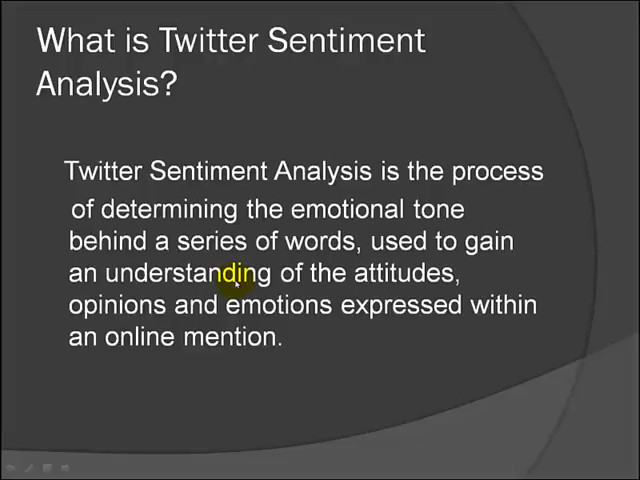 What is Twitter Sentiment
Analysis?
Twitter Sentiment Analysis is the process
of determining the emotional tone
behind a series of words, used to gain
an understanding of the attitudes,
opinions and emotions expressed within
an online mention.